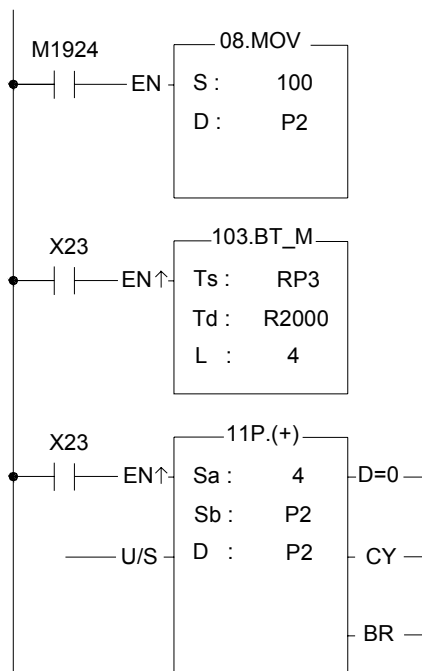 M1924
08.MOV
EN
S : 100
D : P2
X23
103.BT_M
EN↑
Ts : RP3
Td : R2000
L : 4
X23
11P.(+)
EN↑
Sa : 4
D=0
Sb : P2
U/S
D : P2
CY
BR